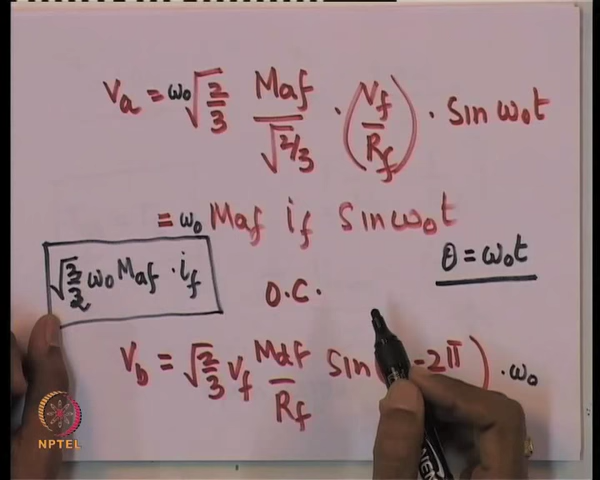 Va = ω₀ √(2/3) Maf/√(2/3) · (Vf/Rf) · Sin ω₀t
= ω₀ Maf if Sin ω₀t
θ = ω₀t
√(3/2) ω₀ Maf · if
O.C.
Vb = √(2/3) Vf Mdf/Rf Sin( -2π ) · ω₀
NPTEL